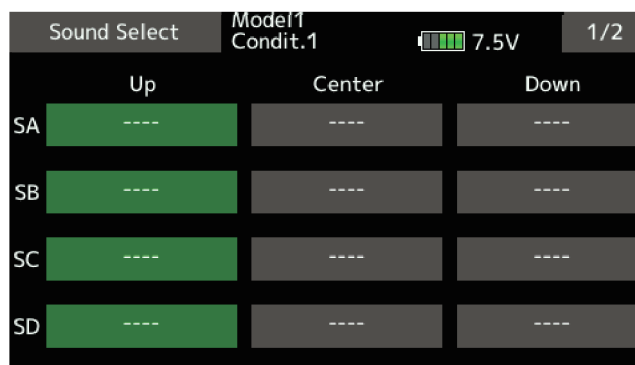 Sound Select Model1 Condit.1 7.5V 1/2
Up Center Down
SA ---- ---- ----
SB ---- ---- ----
SC ---- ---- ----
SD ---- ---- ----